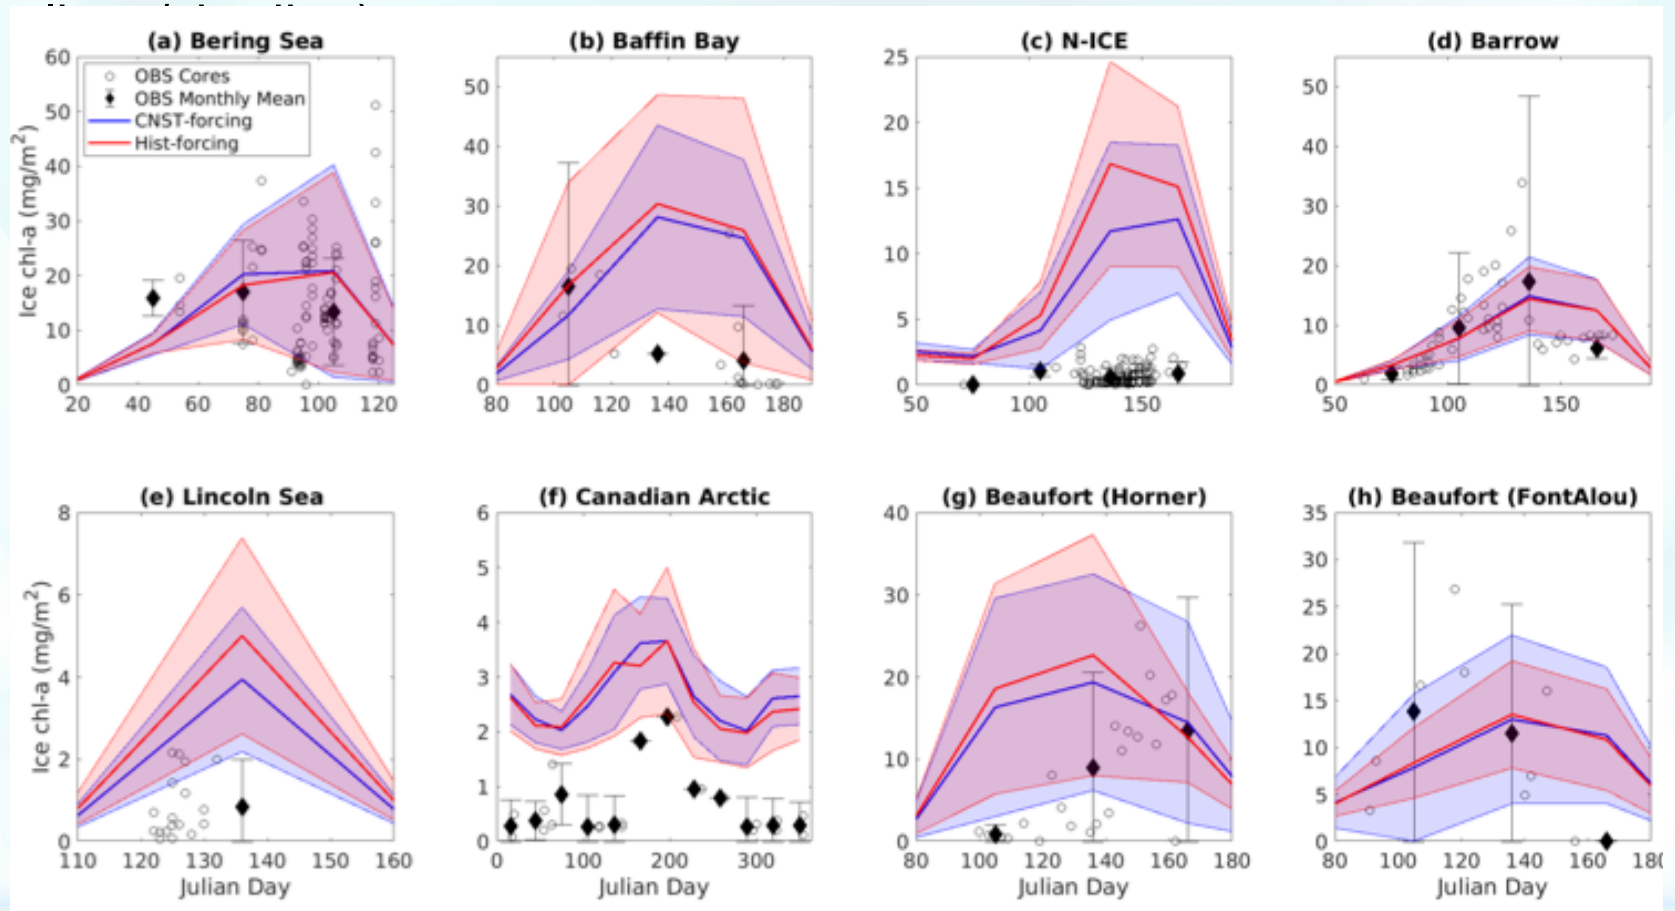 (a) Bering Sea
(b) Baffin Bay
(c) N-ICE
(d) Barrow
OBS Cores
OBS Monthly Mean
CNST-forcing
Hist-forcing
Ice chl-a (mg/m²)
60
50
40
30
20
10
0
20 40 60 80 100 120
50
40
30
20
10
0
80 100 120 140 160 180
25
20
15
10
5
0
50 100 150
50
40
30
20
10
0
50 100 150
(e) Lincoln Sea
(f) Canadian Arctic
(g) Beaufort (Horner)
(h) Beaufort (FontAlou)
Ice chl-a (mg/m²)
8
6
4
2
0
110 120 130 140 150 160
Julian Day
6
5
4
3
2
1
0
0 100 200 300
Julian Day
40
30
20
10
0
80 100 120 140 160 180
Julian Day
35
30
25
20
15
10
5
0
80 100 120 140 160 180
Julian Day